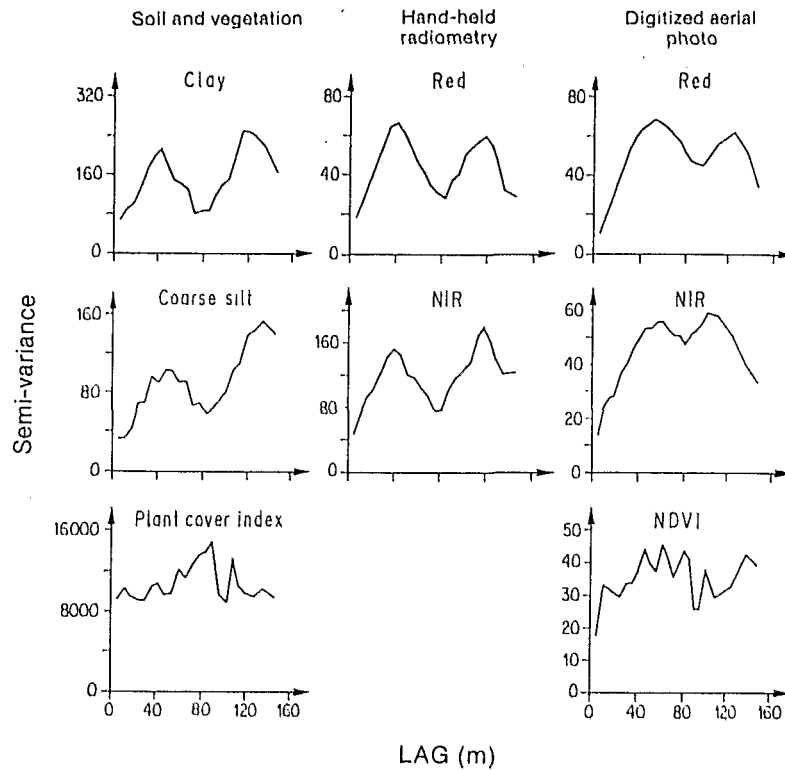 Soil and vegetation
Hand-held
radiometry
Digitized aerial
photo
Clay
320
160
0
Red
80
40
0
Red
80
40
0
Semi-variance
Coarse silt
160
80
0
NIR
160
80
0
NIR
60
50
30
10
0
Plant cover index
16000
8000
0
0 40 80 120 160
NDVI
50
40
30
20
10
0
0 40 80 120 160
LAG (m)